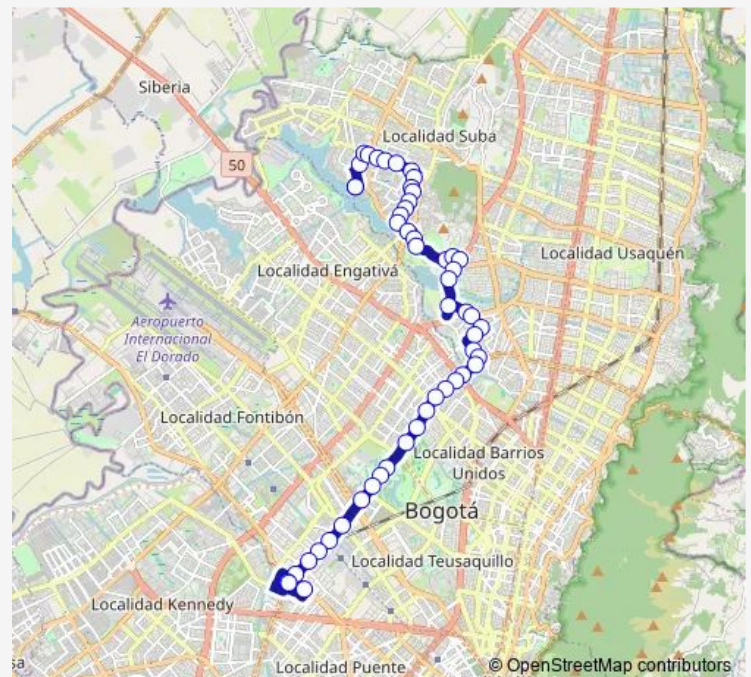 Siberia
Localidad Suba
50
Localidad Usaquén
Localidad Engativá
Aeropuerto
Internacional
El Dorado
Localidad Fontibón
Localidad Barrios
Unidos
Bogotá
Localidad Teusaquillo
Localidad Kennedy
sa
Localidad Puente
© OpenStreetMap contributors